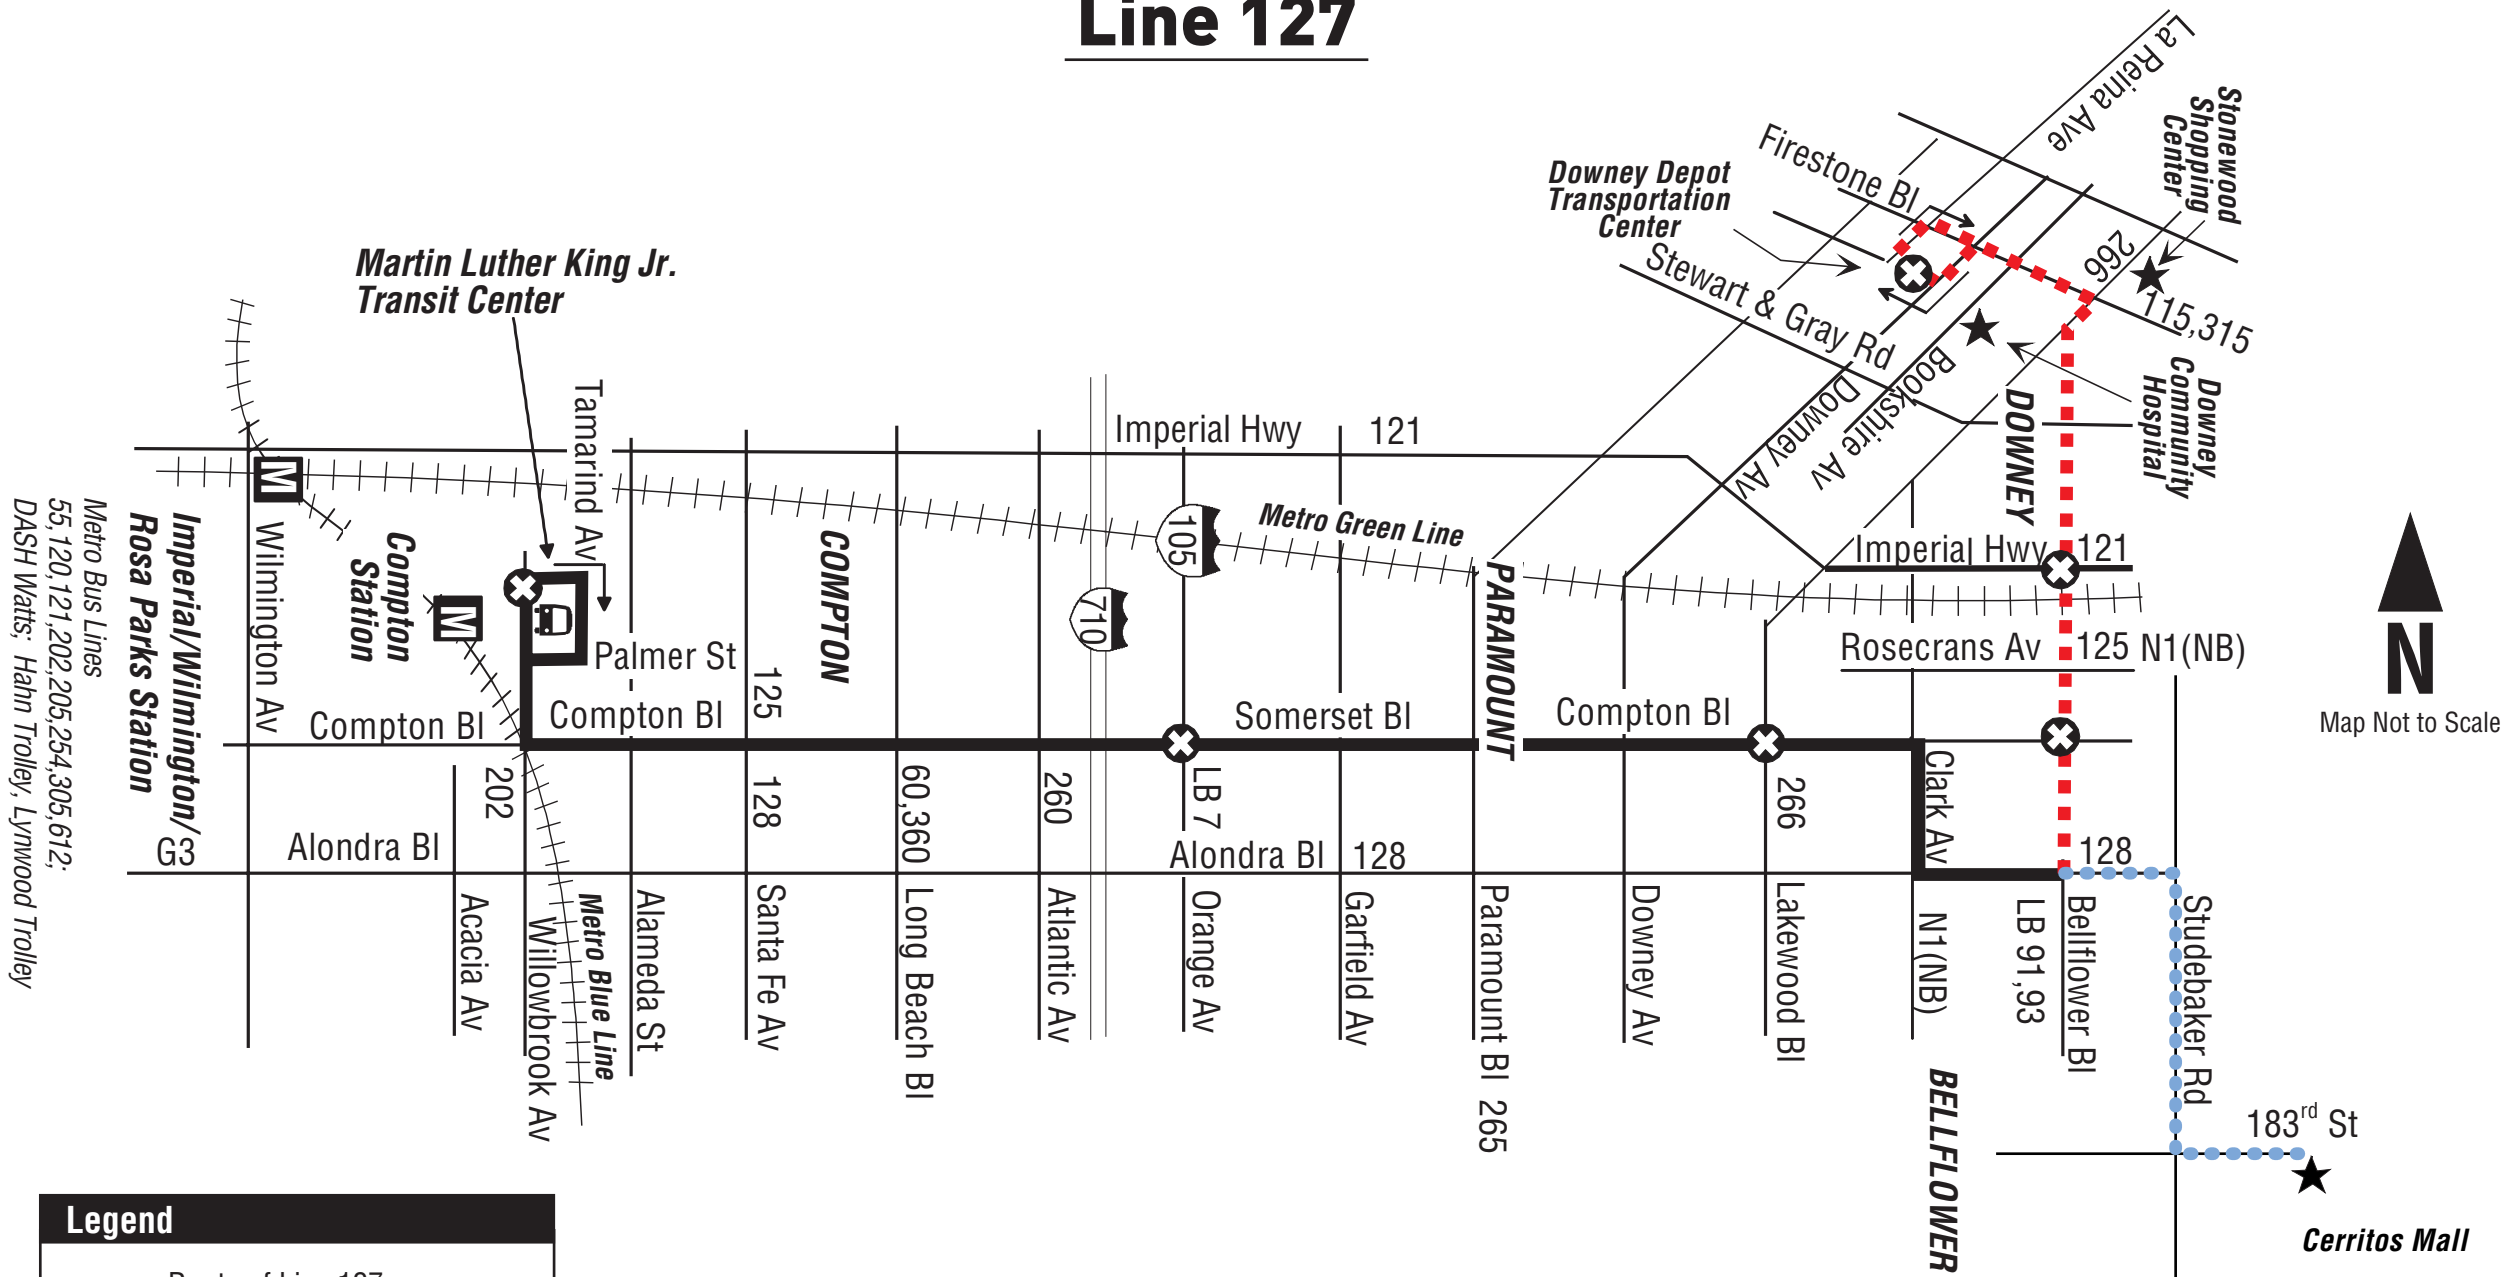 Line 127
La Reina Ave
Stonewood
Shopping
Center
Firestone Bl
Downey Depot
Transportation
Center
Stewart & Gray Rd
266
115,315
Martin Luther King Jr.
Transit Center
Downey
Community
Hospital
DOWNEY
Bookshire Av
Downey Av
Tamarind Av
Imperial Hwy 121
M
105
Metro Green Line
710
Imperial Hwy 121
Metro Bus Lines
55,120,121,202,205,254,305,612;
DASH Watts; Hahn Trolley, Lynwood Trolley
Imperial/Wilmington/
Rosa Parks Station
Wilmington Av
Compton
Station
M
COMPTON
PARAMOUNT
Palmer St
Rosecrans Av 125 N1(NB)
N
Map Not to Scale
Compton Bl
Compton Bl
125
Somerset Bl
Compton Bl
202
128
60,360
260
LB 7
266
Clark Av
G3
Alondra Bl
Alondra Bl 128
128
Acacia Av
Willowbrook Av
Metro Blue Line
Alameda St
Santa Fe Av
Long Beach Bl
Atlantic Av
Orange Av
Garfield Av
Paramount Bl 265
Downey Av
Lakewood Bl
N1(NB)
LB 91,93
Bellflower Bl
Studebaker Rd
BELLFLOWER
183rd St
Cerritos Mall
Legend
Route of Line 127